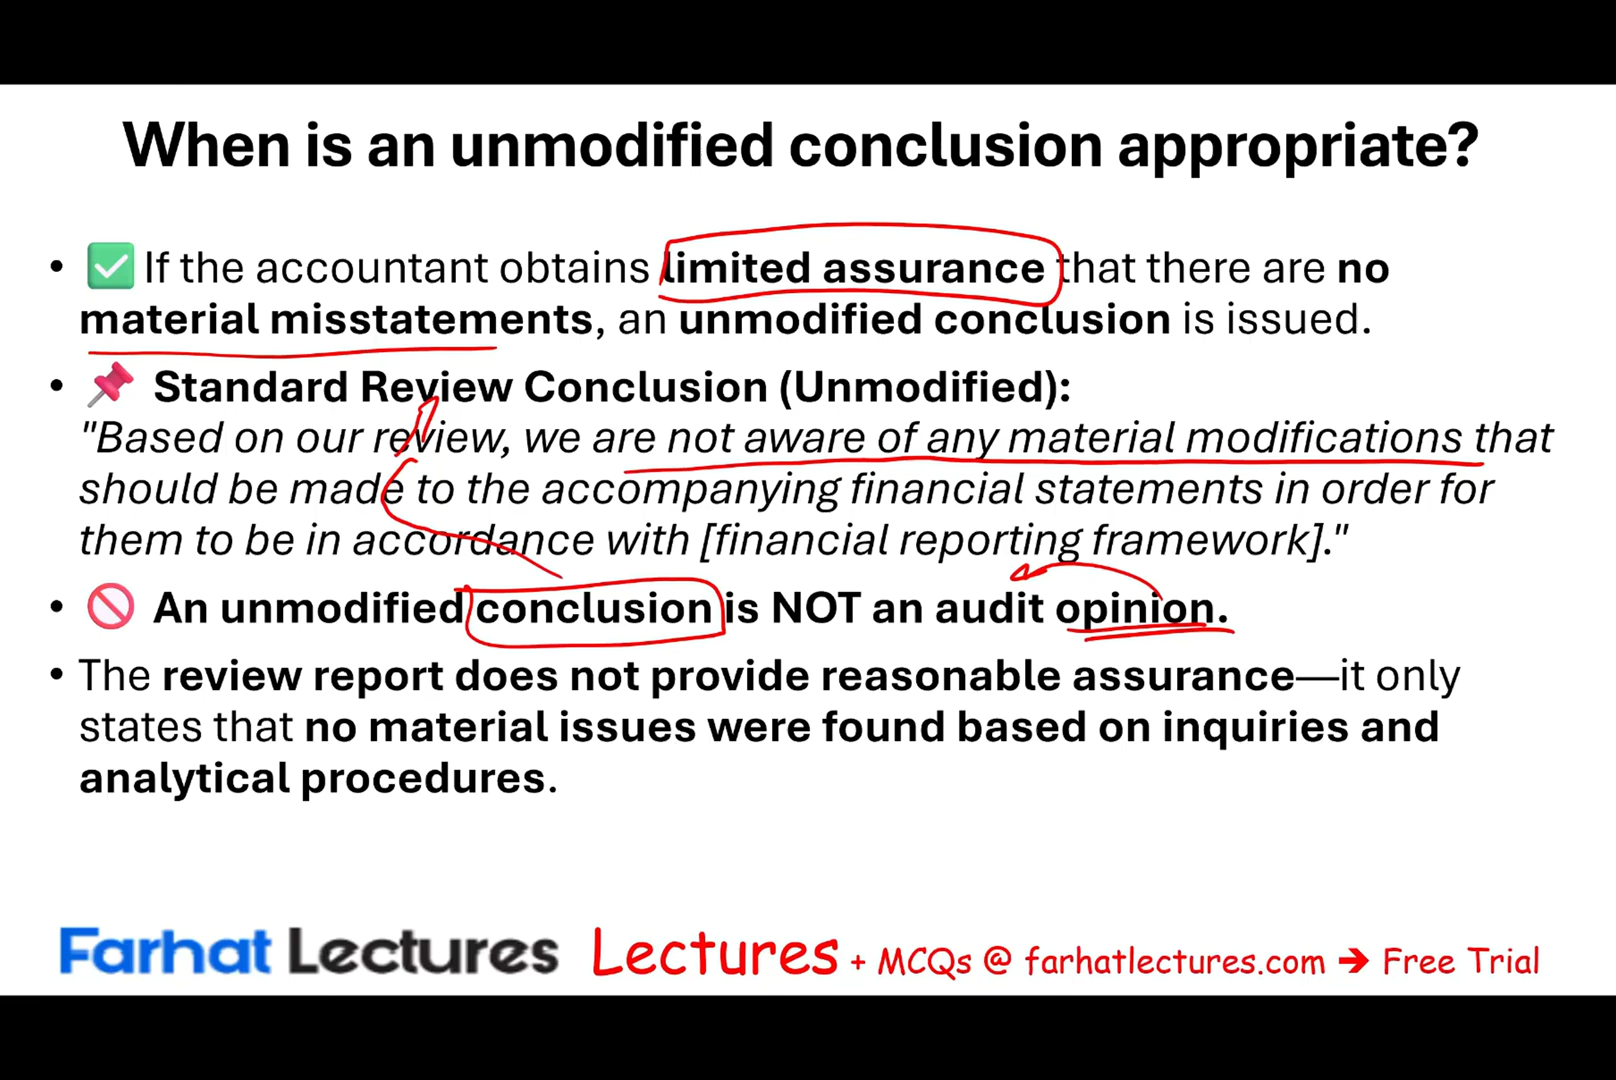 When is an unmodified conclusion appropriate?
• ✅ If the accountant obtains limited assurance that there are no
material misstatements, an unmodified conclusion is issued.
• 📌 Standard Review Conclusion (Unmodified):
"Based on our review, we are not aware of any material modifications that
should be made to the accompanying financial statements in order for
them to be in accordance with [financial reporting framework]."
• 🚫 An unmodified conclusion is NOT an audit opinion.
• The review report does not provide reasonable assurance—it only
states that no material issues were found based on inquiries and
analytical procedures.
Farhat Lectures Lectures + MCQs @ farhatlectures.com ➔ Free Trial